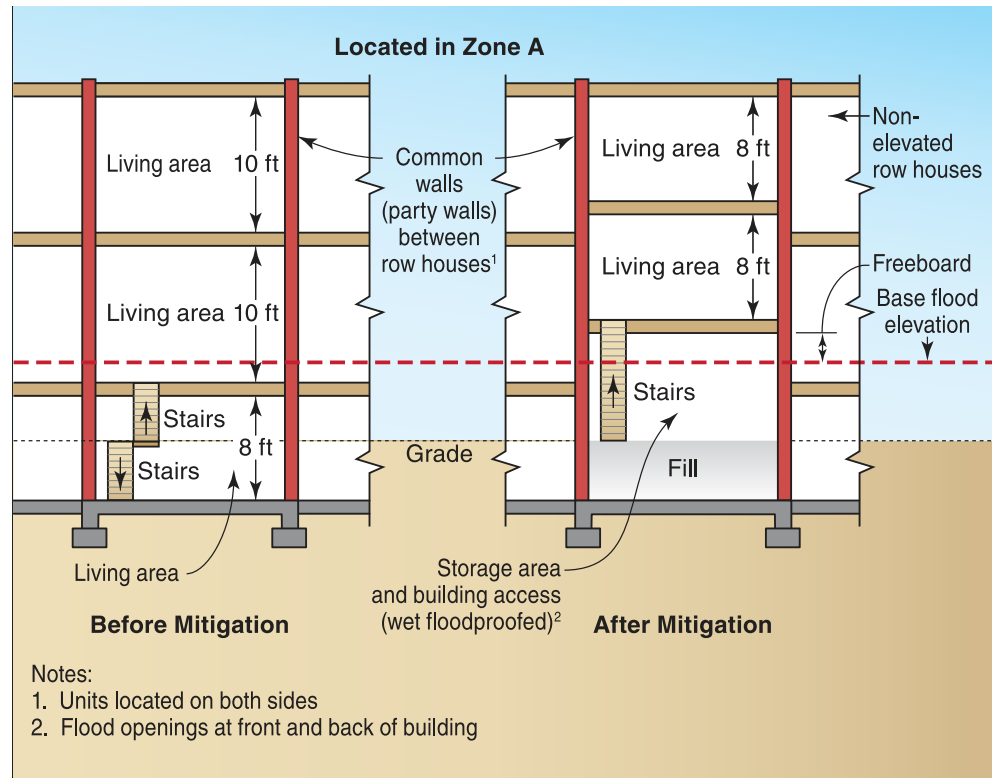 Located in Zone A
Living area 10 ft
Living area 10 ft
Stairs
Stairs
8 ft
Living area
Before Mitigation
Common
walls
(party walls)
between
row houses1
Grade
Living area 8 ft
Living area 8 ft
Stairs
Fill
Storage area
and building access
(wet floodproofed)2
After Mitigation
Non-
elevated
row houses
Freeboard
Base flood
elevation
Notes:
1. Units located on both sides
2. Flood openings at front and back of building